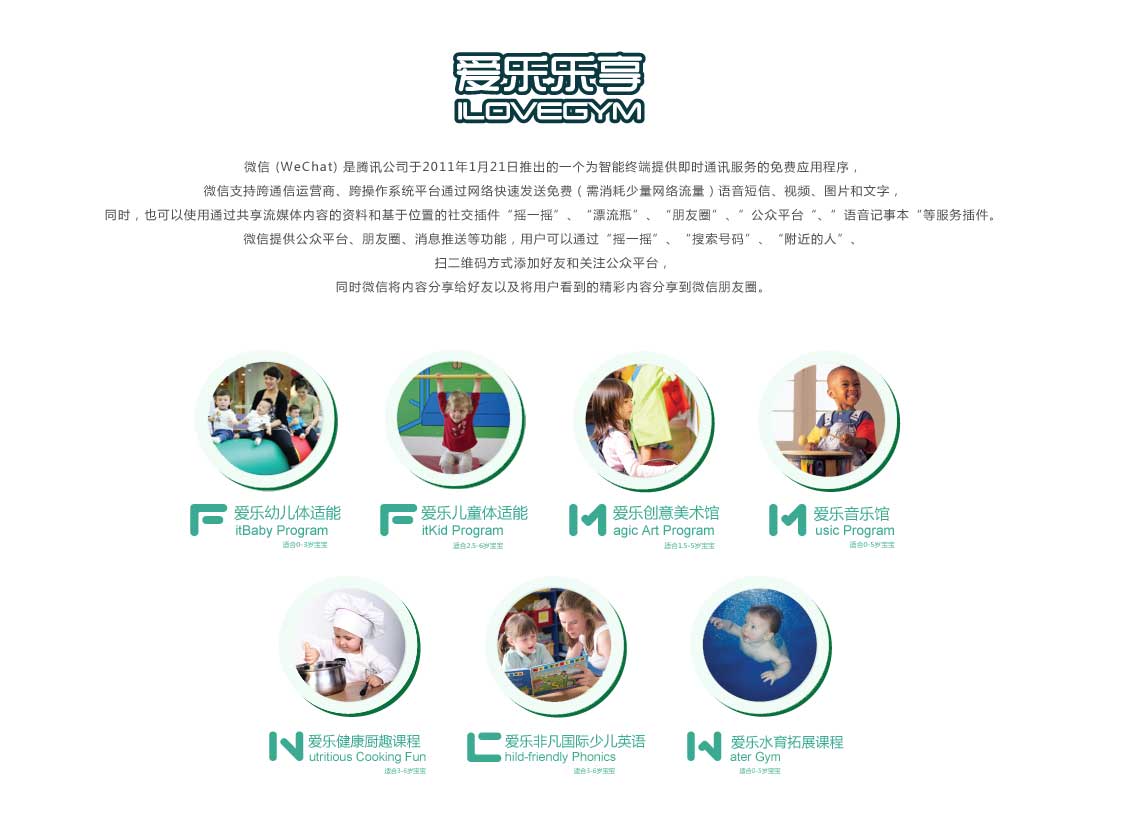 爱乐乐享
ILOVEGYM
微信 (WeChat) 是腾讯公司于2011年1月21日推出的一个为智能终端提供即时通讯服务的免费应用程序，
微信支持跨通信运营商、跨操作系统平台通过网络快速发送免费（需消耗少量网络流量）语音短信、视频、图片和文字，
同时，也可以使用通过共享流媒体内容的资料和基于位置的社交插件“摇一摇”、“漂流瓶”、“朋友圈”、”公众平台“、”语音记事本“等服务插件。
微信提供公众平台、朋友圈、消息推送等功能，用户可以通过“摇一摇”、“搜索号码”、“附近的人”、
扫二维码方式添加好友和关注公众平台，
同时微信将内容分享给好友以及将用户看到的精彩内容分享到微信朋友圈。
爱乐幼儿体适能
FitBaby Program
适合0-3岁宝宝
爱乐儿童体适能
FitKid Program
适合2.5-6岁宝宝
爱乐创意美术馆
Magic Art Program
适合1.5-5岁宝宝
爱乐音乐馆
Music Program
适合0-5岁宝宝
爱乐健康厨趣课程
Nutritious Cooking Fun
适合3-6岁宝宝
爱乐非凡国际少儿英语
Child-friendly Phonics
适合3-6岁宝宝
爱乐水育拓展课程
Water Gym
适合0-3岁宝宝